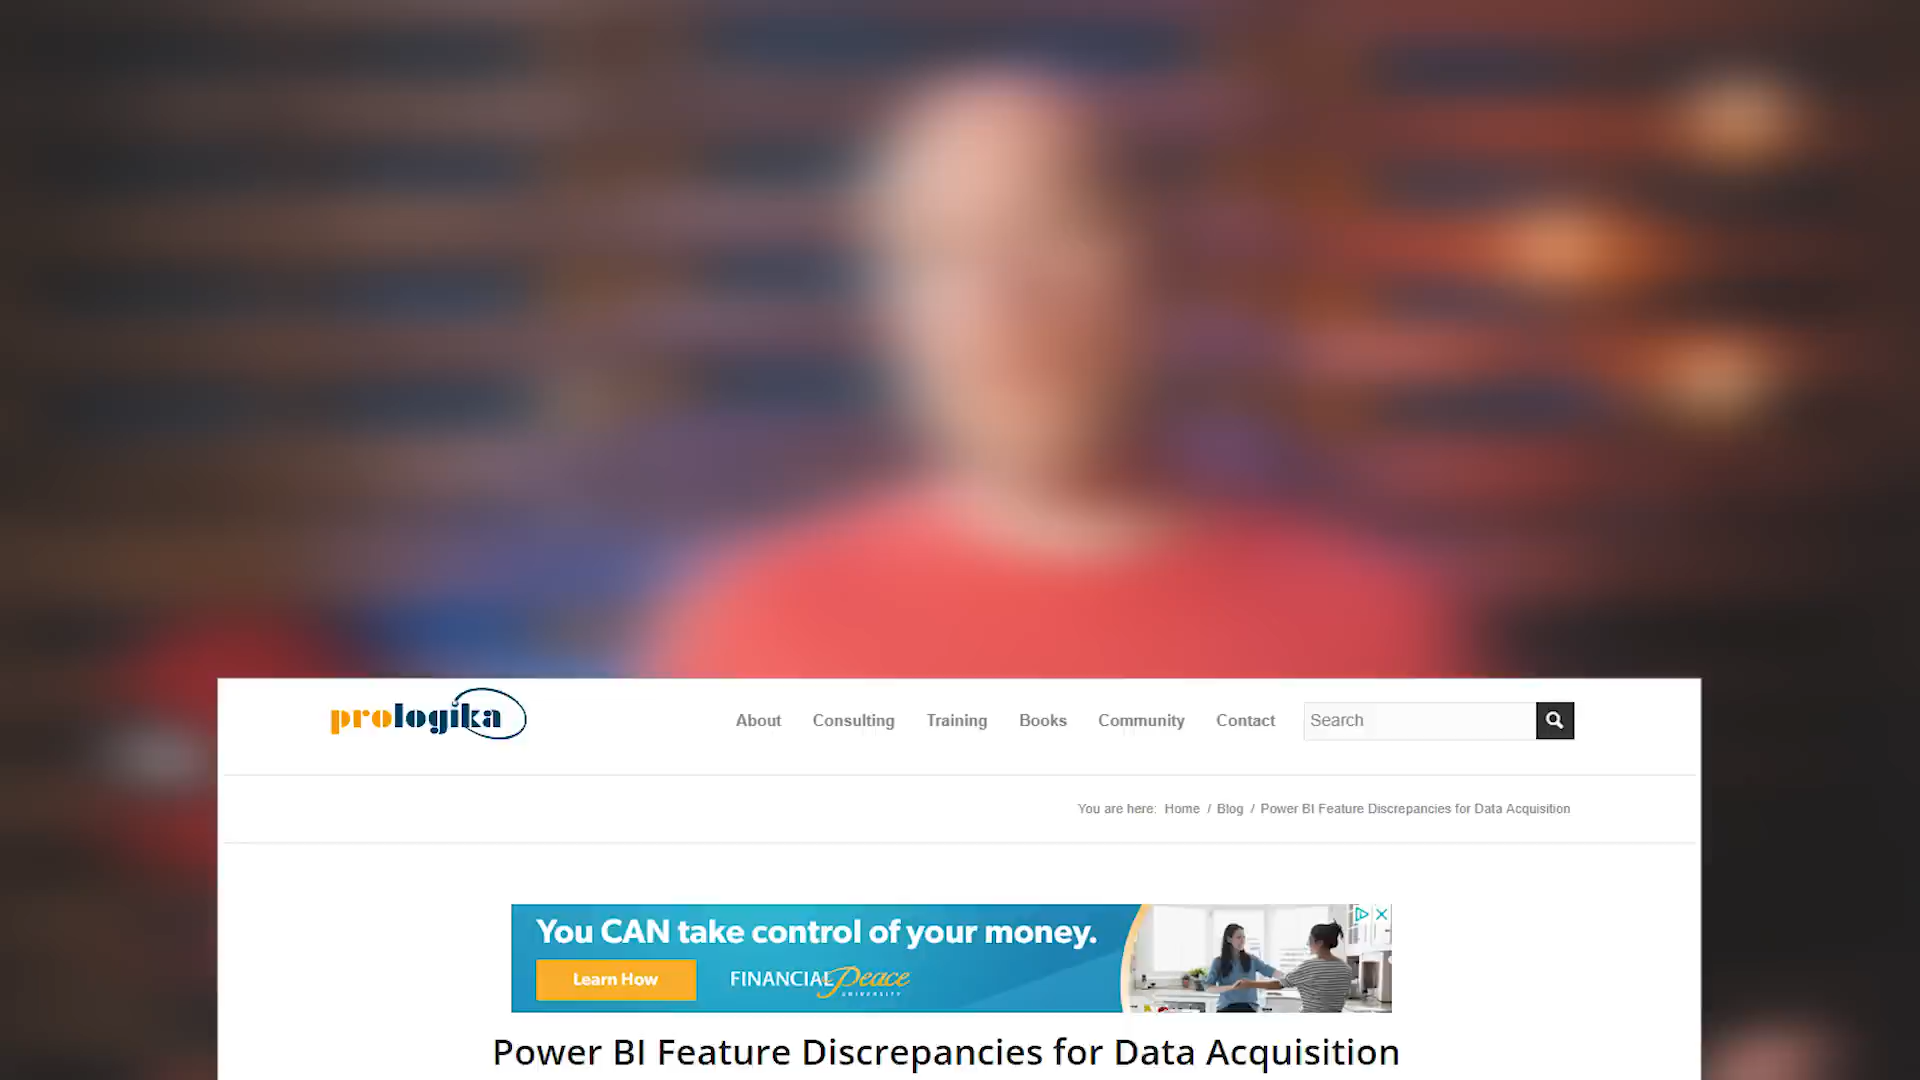 prologika
About Consulting Training Books Community Contact Search
You are here: Home / Blog / Power BI Feature Discrepancies for Data Acquisition
You CAN take control of your money.
Learn How FINANCIAL Peace
UNIVERSITY
Power BI Feature Discrepancies for Data Acquisition